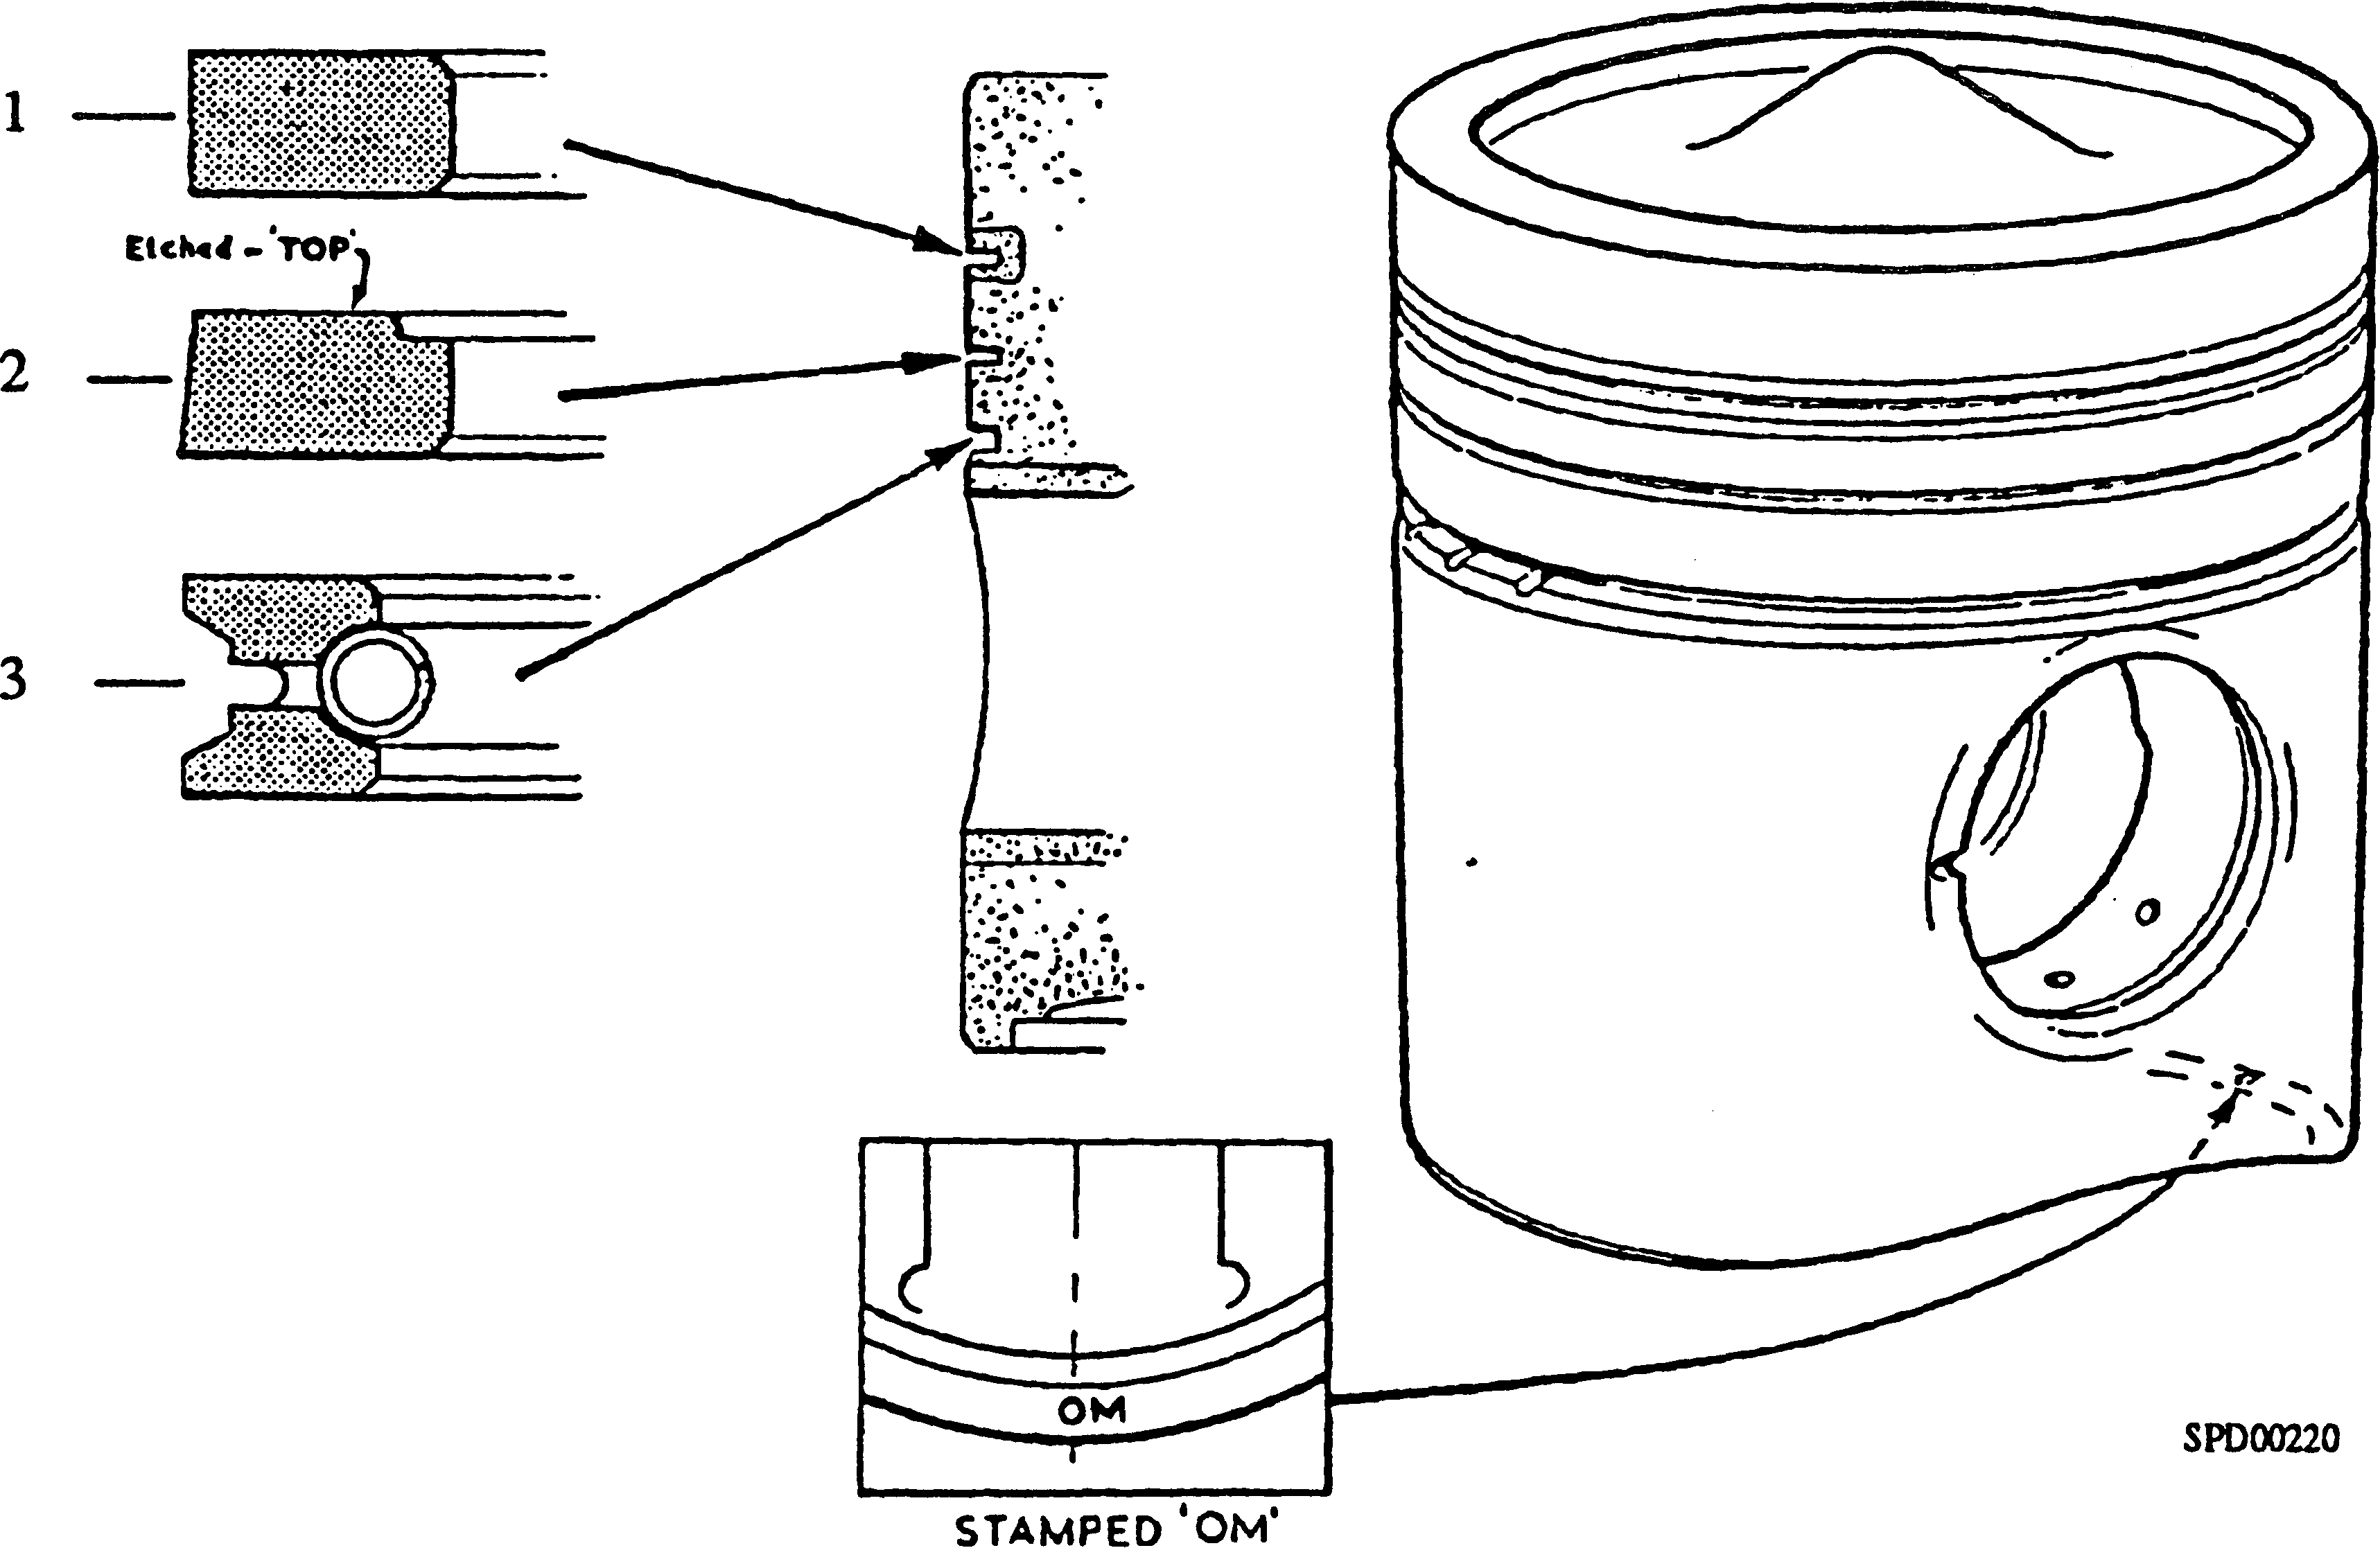 1
Etched - 'TOP'
2
3
OM
STAMPED 'OM'
SPD00220